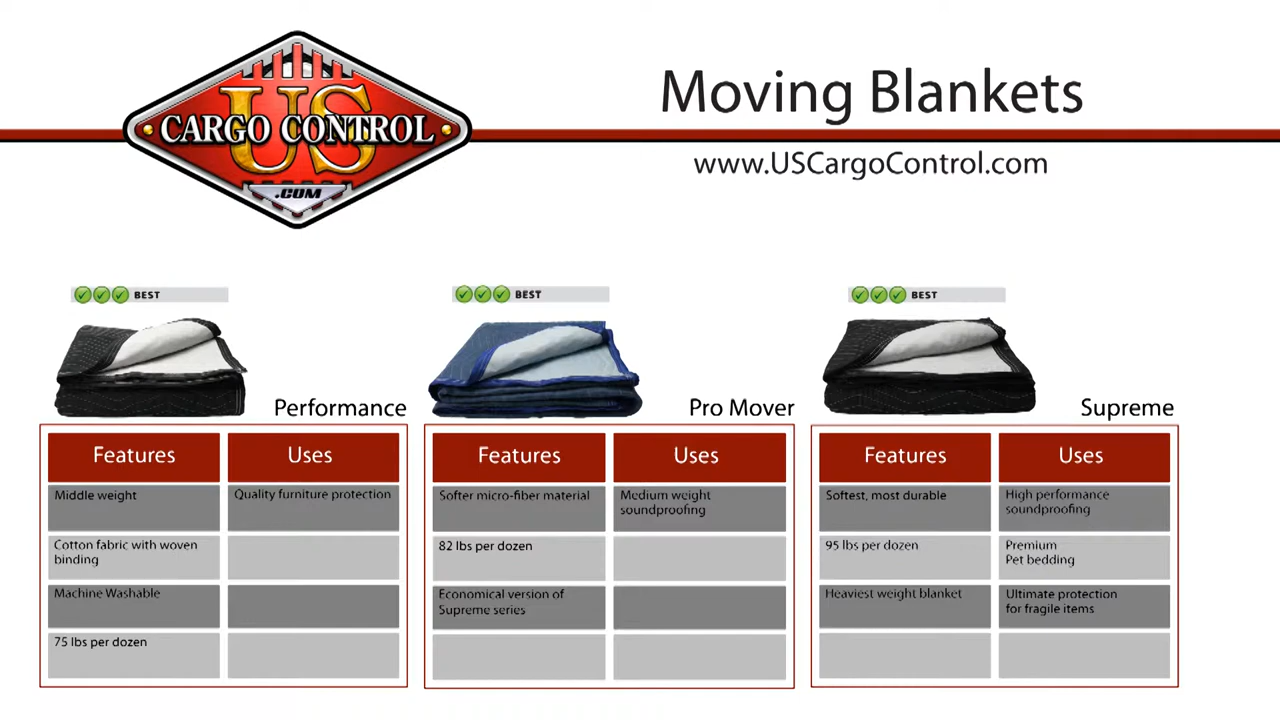 US
CARGO CONTROL
.COM
Moving Blankets
www.USCargoControl.com
BEST
Performance
Features
Uses
Middle weight
Quality furniture protection
Cotton fabric with woven
binding
Machine Washable
75 lbs per dozen
BEST
Pro Mover
Features
Uses
Softer micro-fiber material
Medium weight
soundproofing
82 lbs per dozen
Economical version of
Supreme series
BEST
Supreme
Features
Uses
Softest, most durable
High performance
soundproofing
95 lbs per dozen
Premium
Pet bedding
Heaviest weight blanket
Ultimate protection
for fragile items